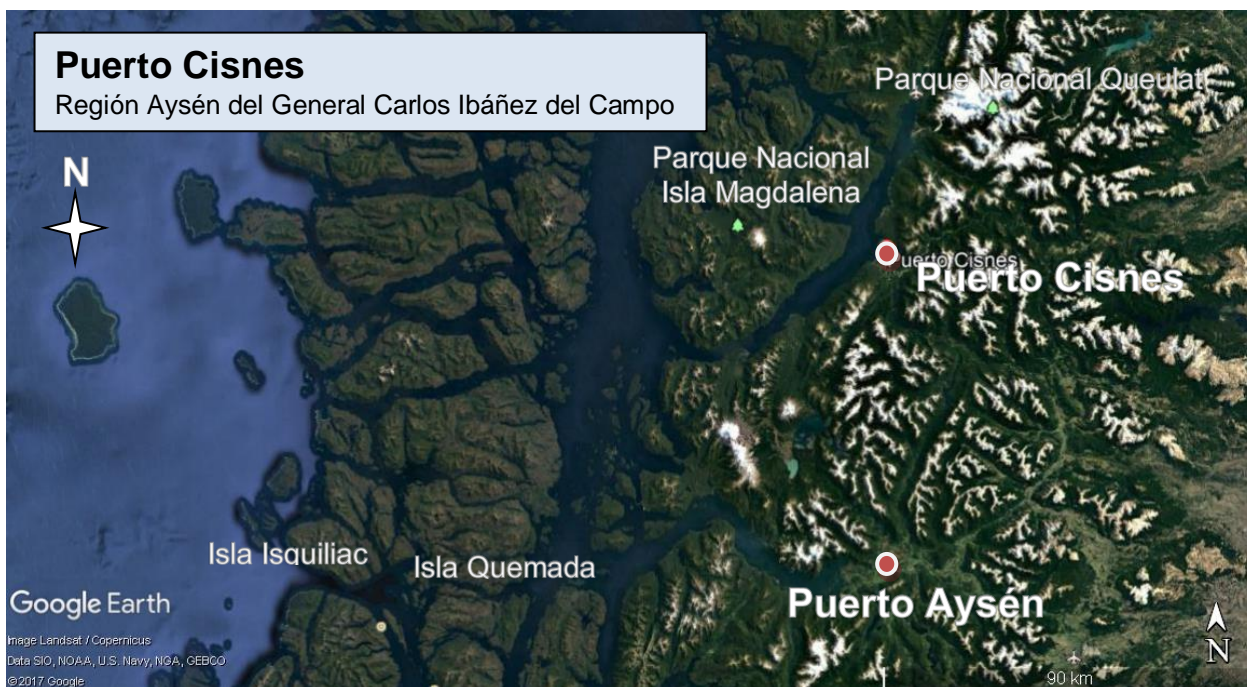 Puerto Cisnes
Región Aysén del General Carlos Ibáñez del Campo
N
Parque Nacional Queulat
Parque Nacional
Isla Magdalena
Puerto Cisnes
Puerto Cisnes
Isla Isquiliac
Isla Quemada
Puerto Aysén
Google Earth
Image Landsat / Copernicus
Data SIO, NOAA, U.S. Navy, NGA, GEBCO
©2017 Google
90 km
N